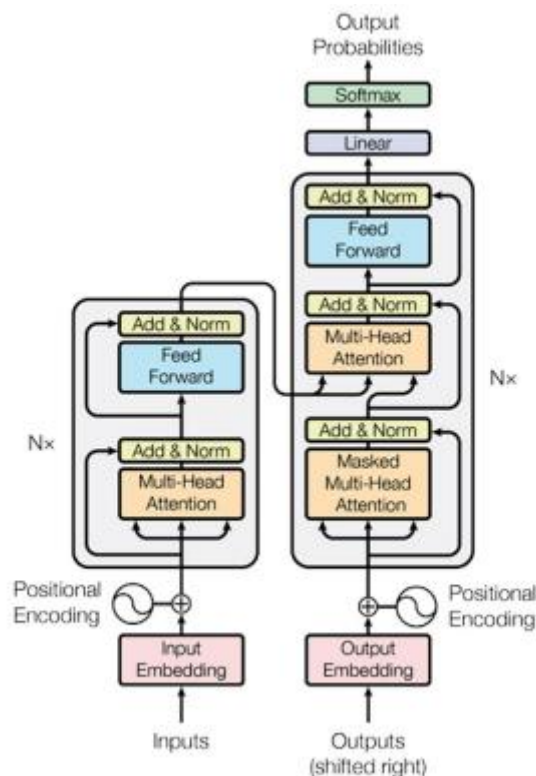 Output
Probabilities
Softmax
Linear
Add & Norm
Feed
Forward
Add & Norm
Multi-Head
Attention
Add & Norm
Masked
Multi-Head
Attention
Nx
Add & Norm
Feed
Forward
Add & Norm
Multi-Head
Attention
Nx
Positional
Encoding
Positional
Encoding
Input
Embedding
Output
Embedding
Inputs
Outputs
(shifted right)